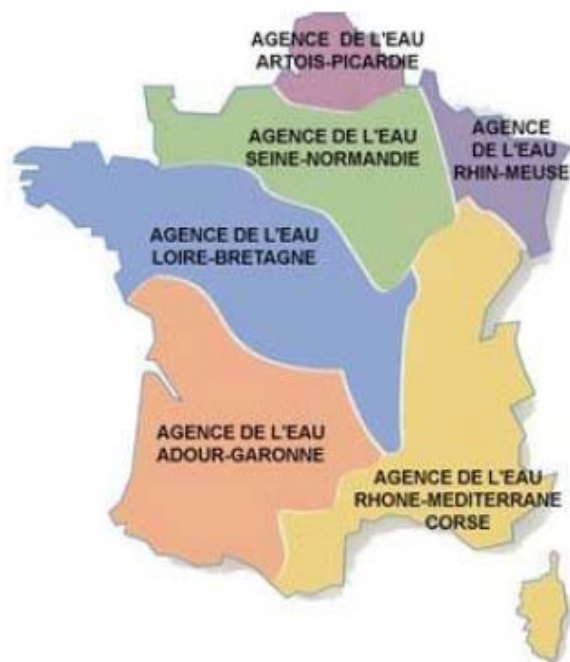 AGENCE DE L'EAU
ARTOIS-PICARDIE
AGENCE DE L'EAU
SEINE-NORMANDIE
AGENCE
DE L'EAU
RHIN-MEUSE
AGENCE DE L'EAU
LOIRE-BRETAGNE
AGENCE DE L'EAU
ADOUR-GARONNE
AGENCE DE L'EAU
RHONE-MEDITERRANE
CORSE